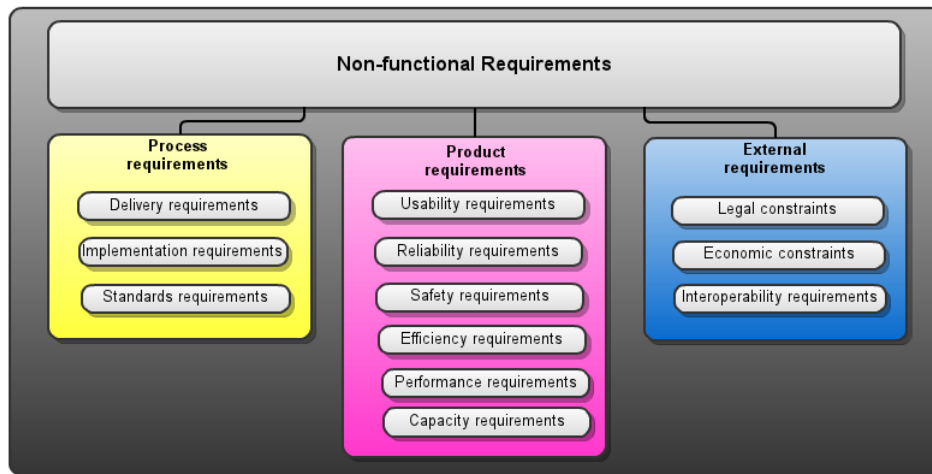 Non-functional Requirements
Process
requirements
Delivery requirements
Implementation requirements
Standards requirements
Product
requirements
Usability requirements
Reliability requirements
Safety requirements
Efficiency requirements
Performance requirements
Capacity requirements
External
requirements
Legal constraints
Economic constraints
Interoperability requirements